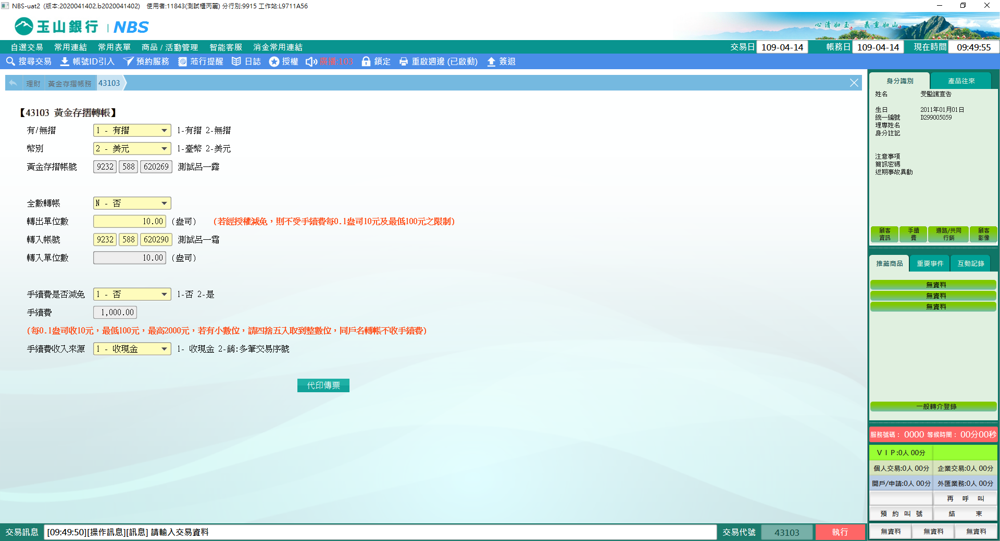 NBS-uat2 (版本:2020041402.b2020041402) 使用者:11843(測試櫃丙麗) 分行別:9915 工作站:L9711A56
玉山銀行 | NBS
心清如玉。義重如山。
自選交易 常用連結 常用表單 商品 / 活動管理 智能客服 消金常用連結
交易日 109-04-14 帳務日 109-04-14 現在時間 09:49:55
搜尋交易 帳號ID引入 預約服務 蒞行提醒 日誌 授權 廣播:103 鎖定 重啟週邊 (已啟動) 簽退
理財 黃金存摺帳務 43103
【43103 黃金存摺轉帳】
有/無摺 1 - 有摺 1-有摺 2-無摺
幣別 2 - 美元 1-臺幣 2-美元
黃金存摺帳號 9232 588 620269 測試呂一露
全數轉帳 N - 否
轉出單位數 10.00 (盎司) (若經授權減免，則不受手續費每0.1盎司10元及最低100元之限制)
轉入帳號 9232 588 620290 測試呂一霜
轉入單位數 10.00 (盎司)
手續費是否減免 1 - 否 1-否 2-是
手續費 1,000.00
(每0.1盎司收10元，最低100元，最高2000元，若有小數位，請四捨五入取到整數位，同戶名轉帳不收手續費)
手續費收入來源 1 - 收現金 1- 收現金 2-銷:多筆交易序號
代印傳票
交易訊息 [09:49:50][操作訊息][訊息] 請輸入交易資料
交易代號 43103 執行
身分識別 產品往來
姓名 受監護宣告
生日 2011年01月01日
統一編號 D299005059
理專姓名
身分註記
注意事項
簡訊密碼
近期事故異動
顧客資訊 手續費 通路/共同行銷 顧客影像
推薦商品 重要事件 互動記錄
無資料
無資料
無資料
一般轉介登錄
服務號碼： 0000 等候時間： 00分00秒
ＶＩＰ:0人 00分
個人交易:0人 00分 企業交易:0人 00分
開戶/申請:0人 00分 外匯業務:0人 00分
再 呼 叫
預 約 叫 號 結 束
無資料 無資料 無資料